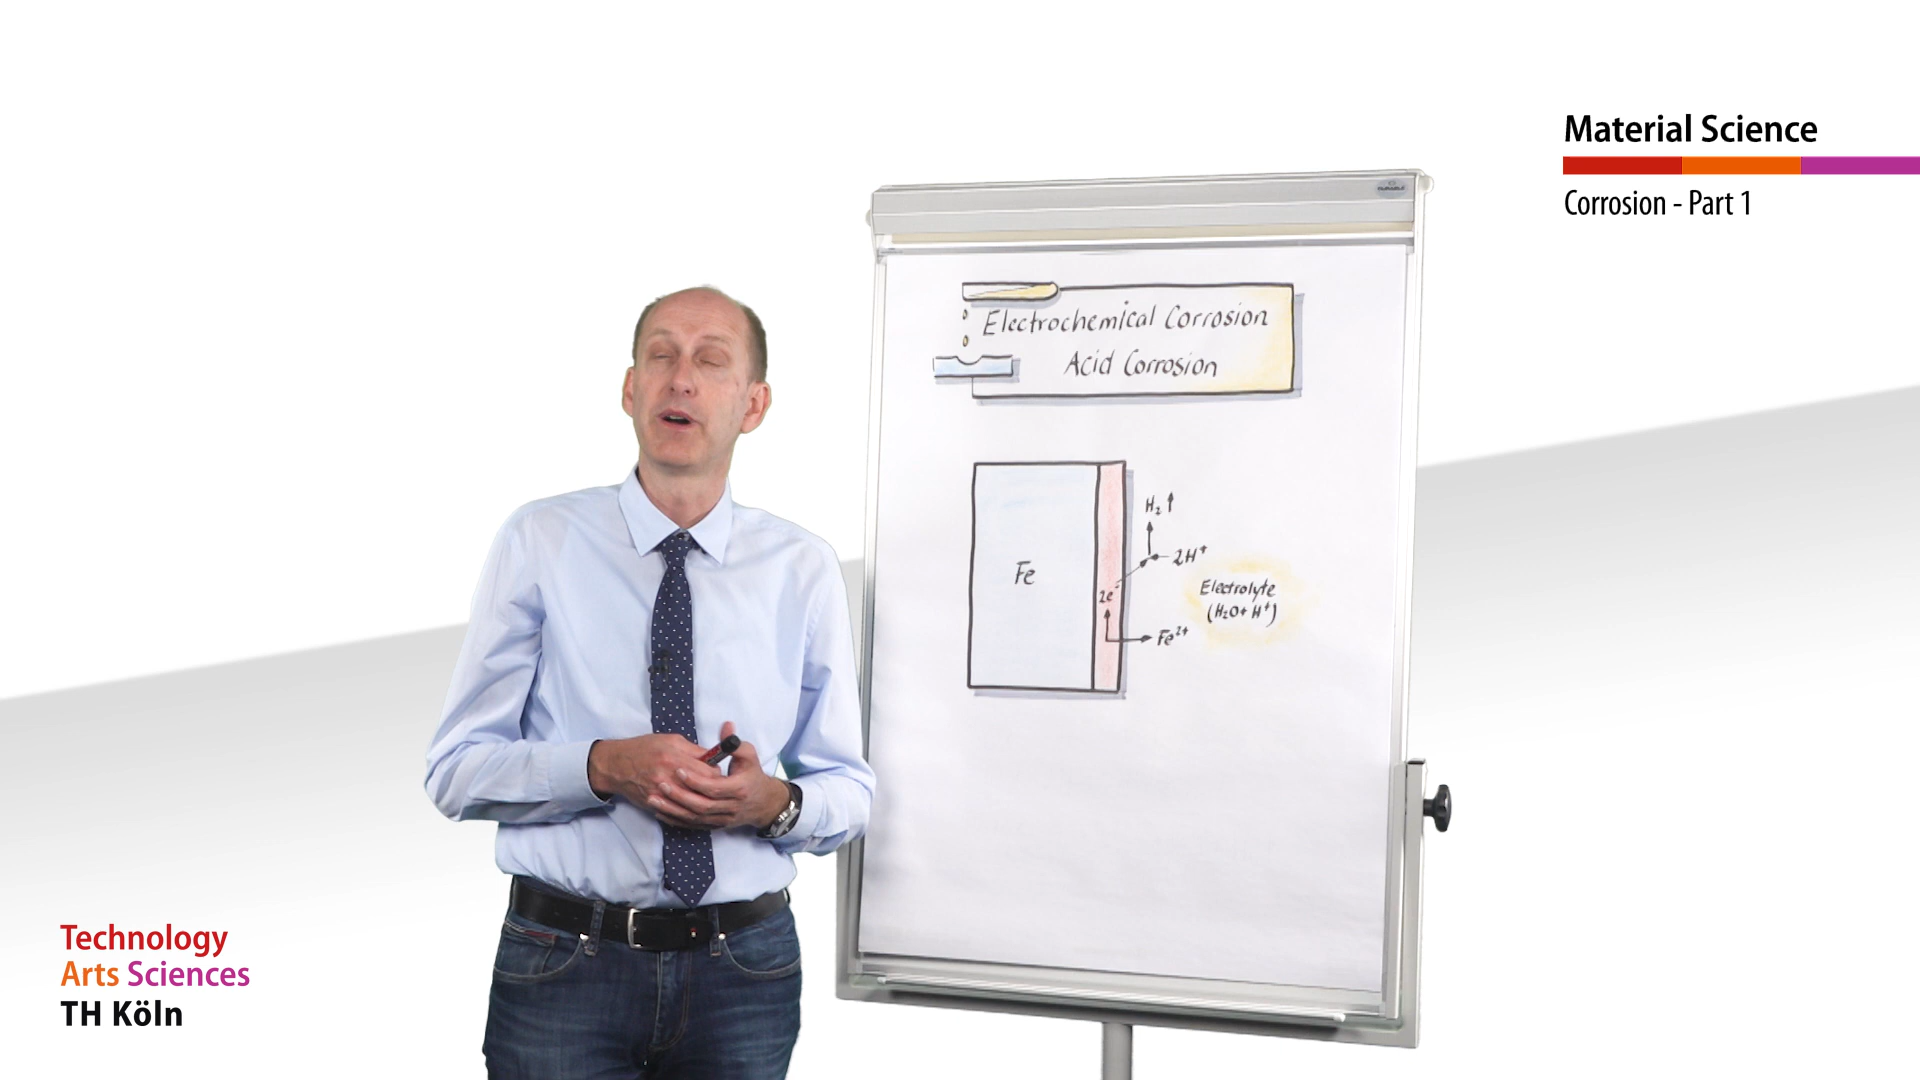 Material Science
Corrosion - Part 1
Electrochemical Corrosion
Acid Corrosion
H₂ ↑
2H⁺
Fe
2e⁻
Electrolyte
(H₂O + H⁺)
Fe²⁺
Technology
Arts Sciences
TH Köln